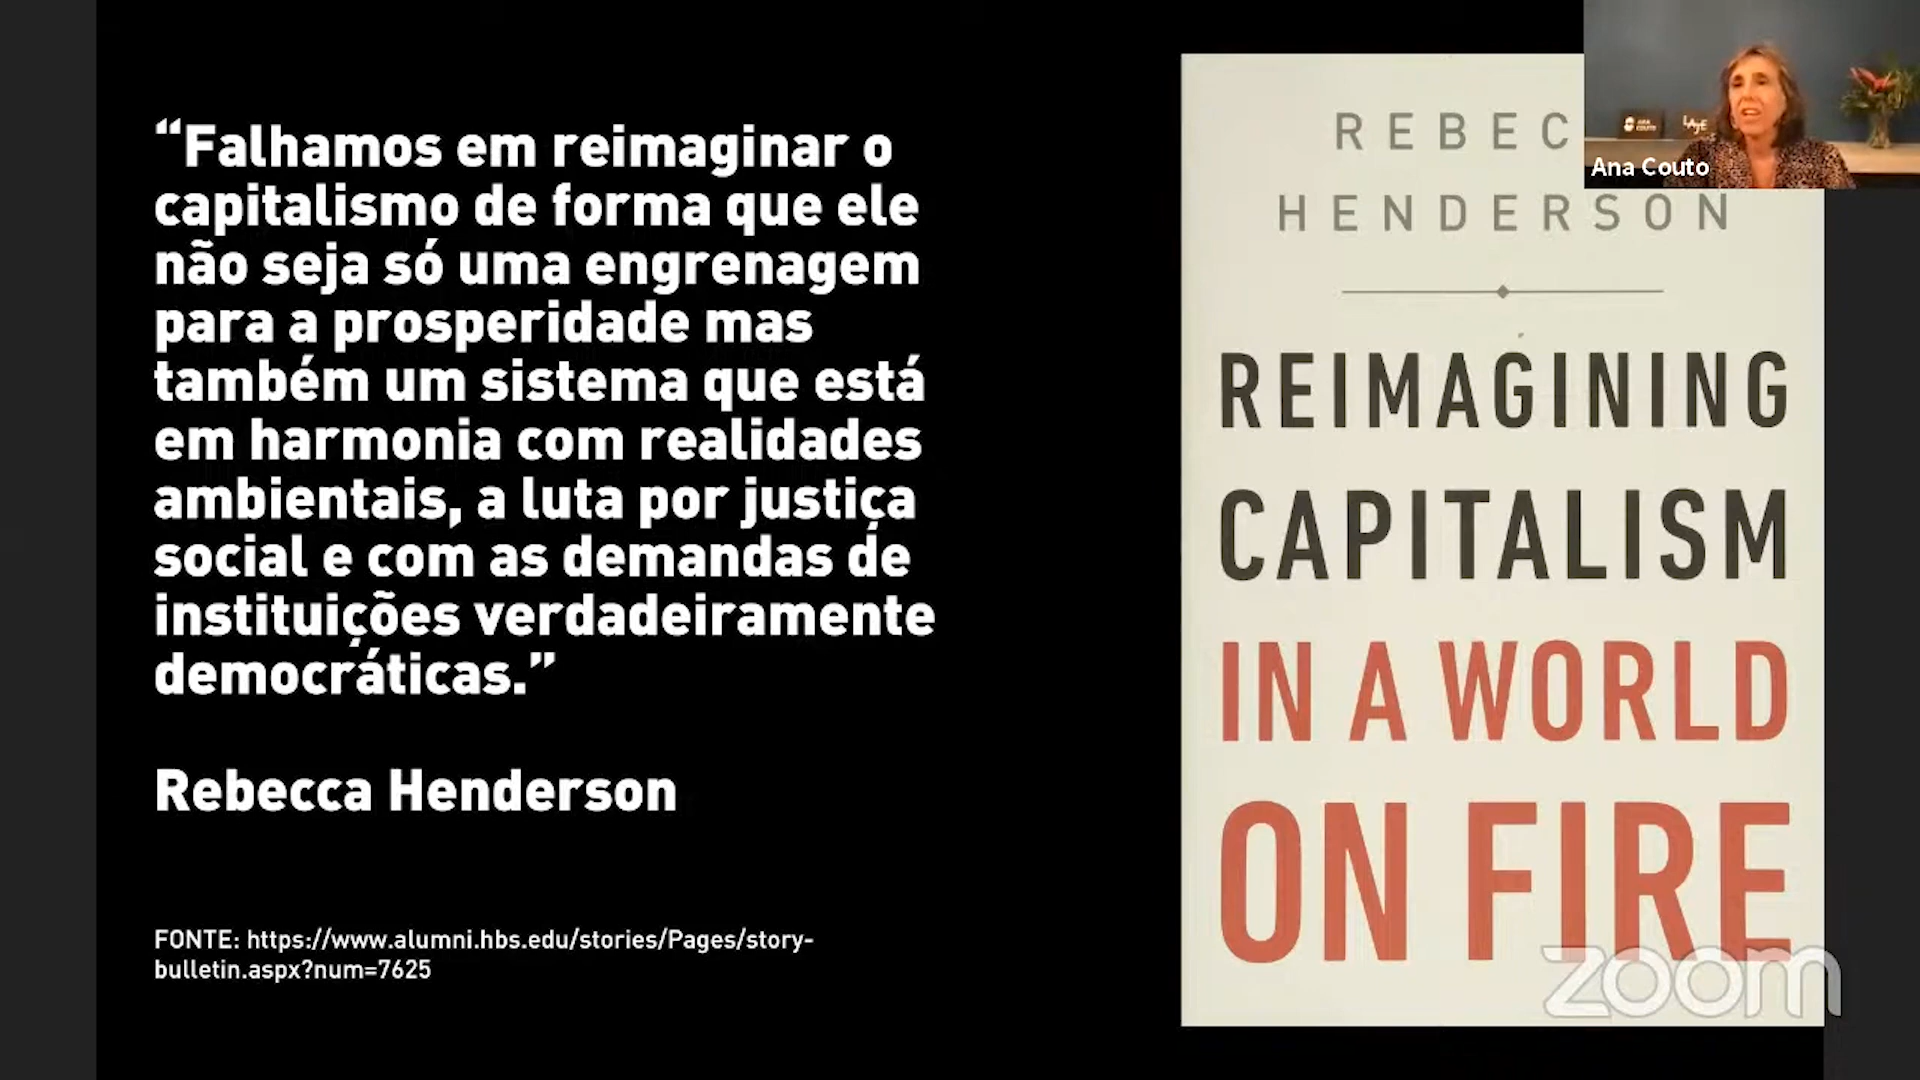 “Falhamos em reimaginar o
capitalismo de forma que ele
não seja só uma engrenagem
para a prosperidade mas
também um sistema que está
em harmonia com realidades
ambientais, a luta por justiça
social e com as demandas de
instituições verdadeiramente
democráticas.”
Rebecca Henderson
FONTE: https://www.alumni.hbs.edu/stories/Pages/story-
bulletin.aspx?num=7625
REBEC
HENDERSON
REIMAGINING
CAPITALISM
IN A WORLD
ON FIRE
ANA
COUTO
LAJE
Ana Couto
zoom